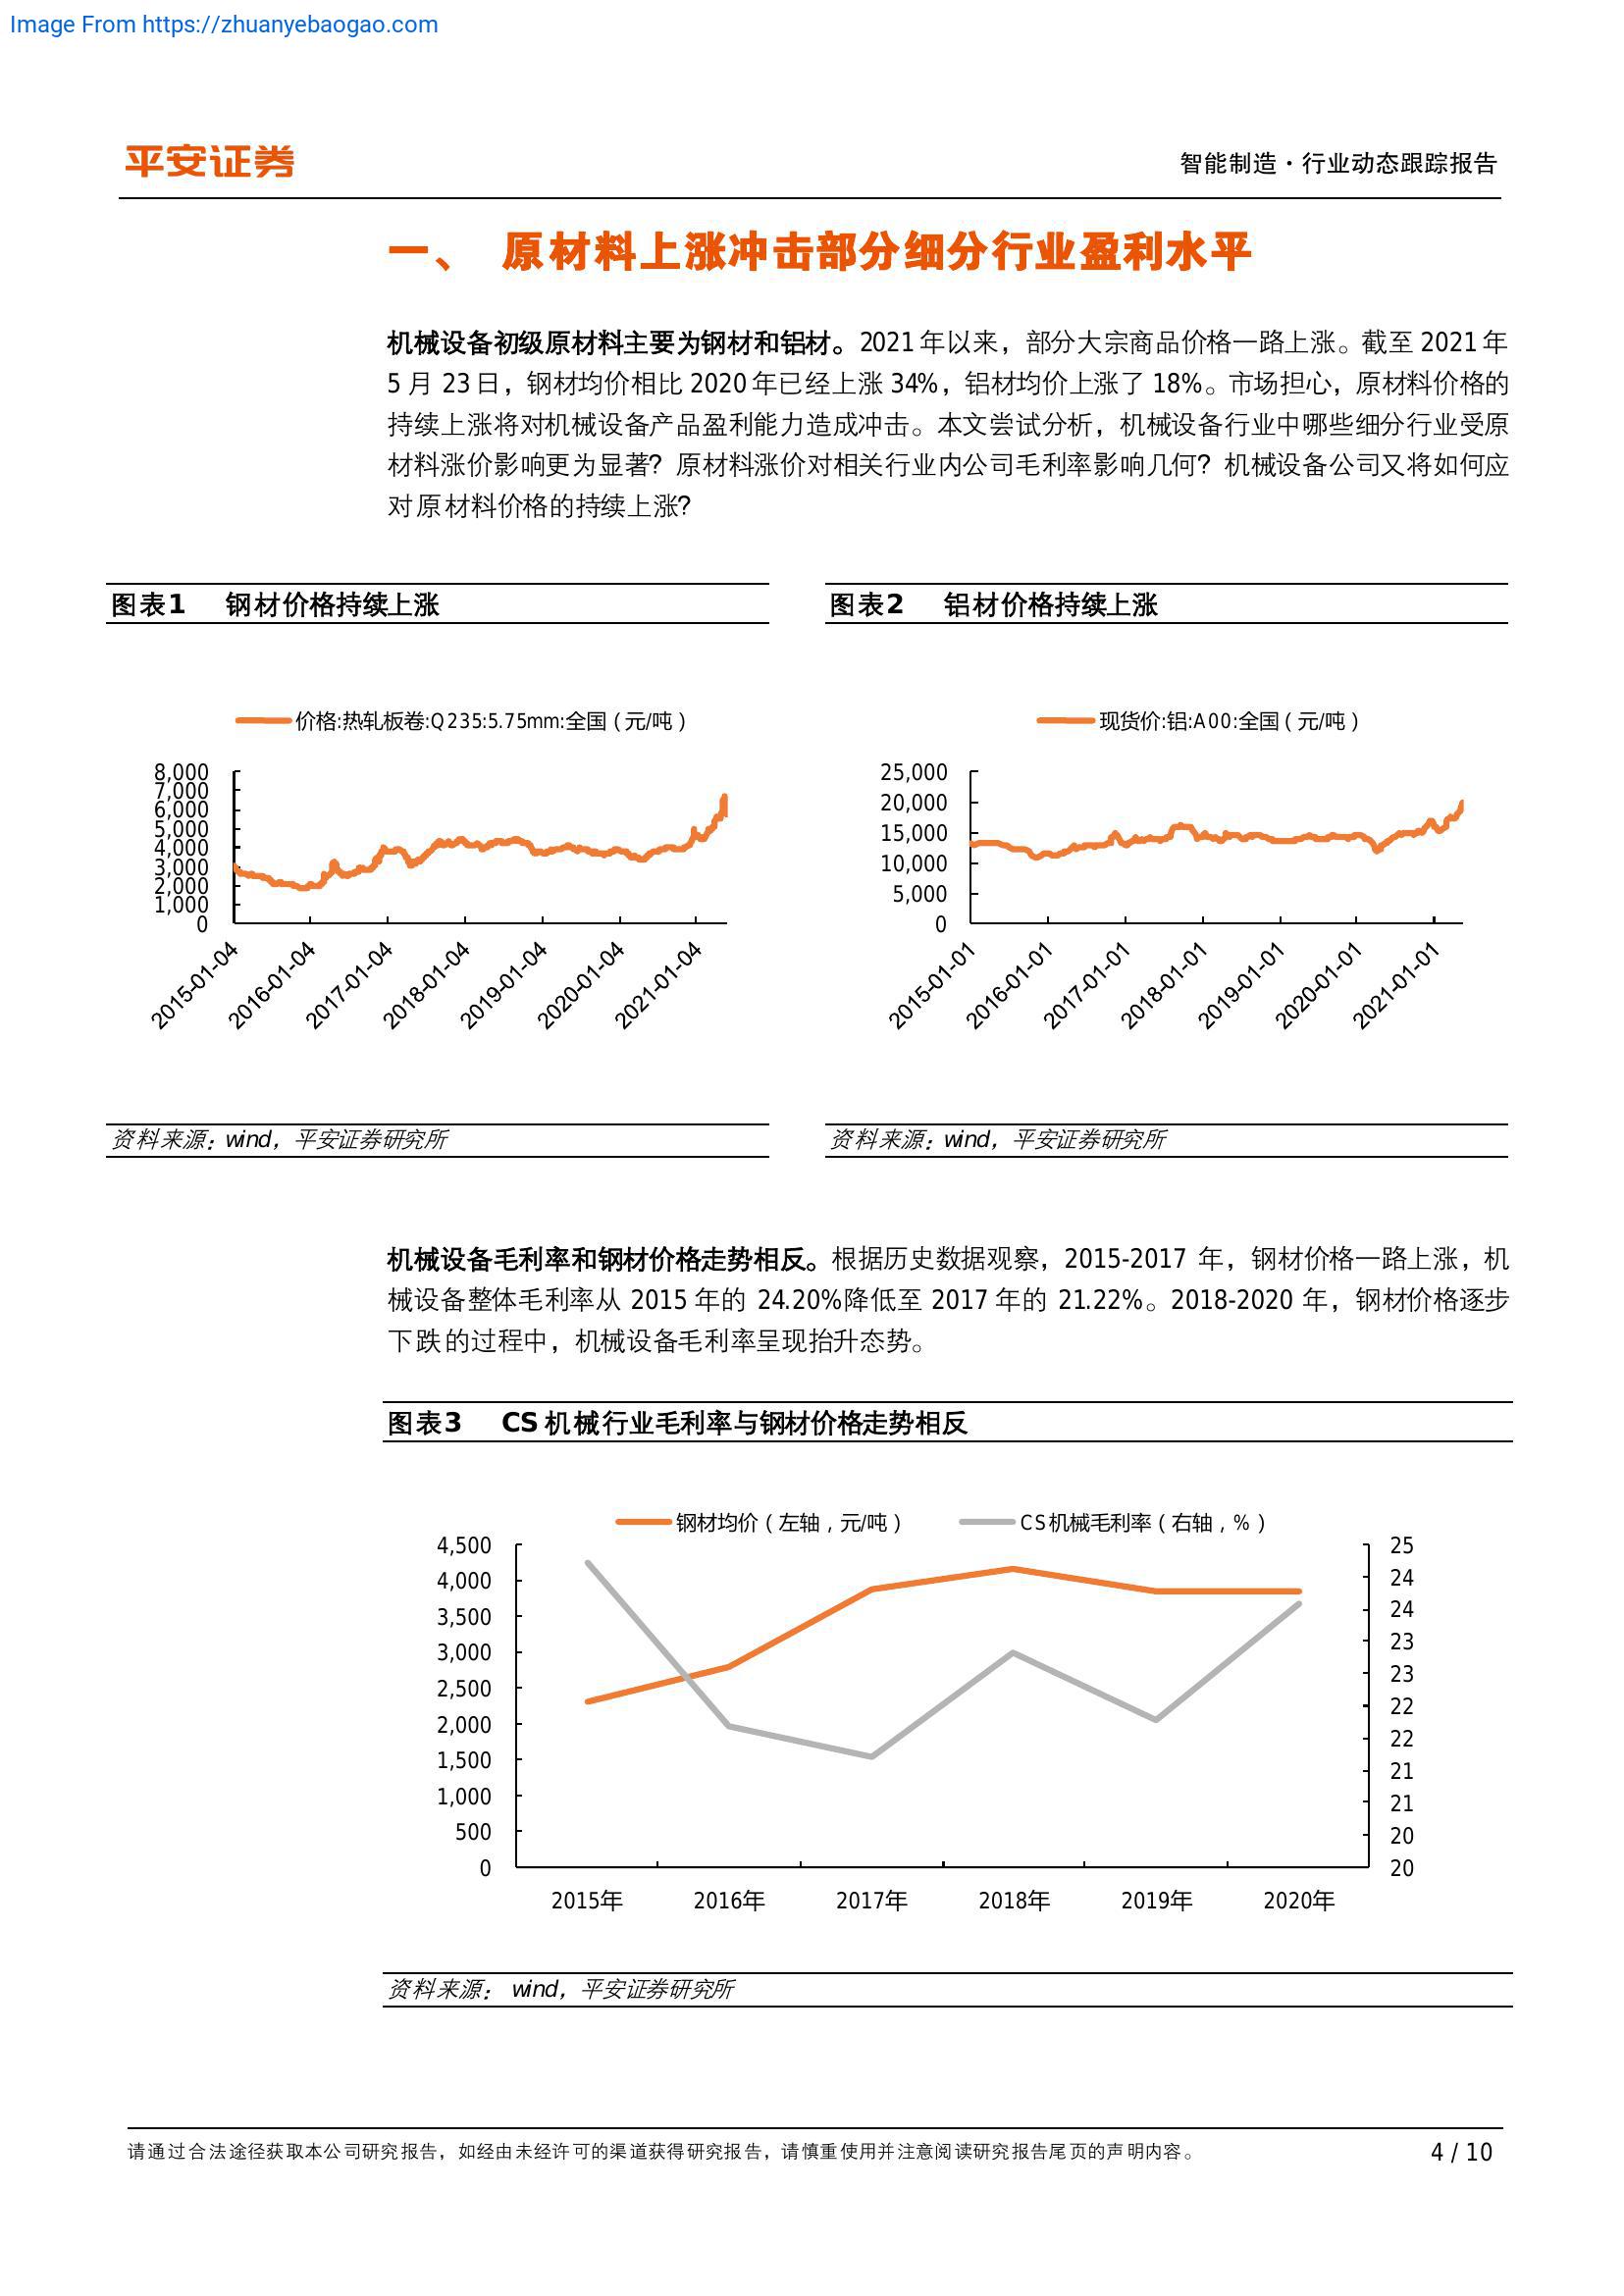 Image From https://zhuanyebaogao.com
平安证券
智能制造·行业动态跟踪报告
一、 原材料上涨冲击部分细分行业盈利水平
机械设备初级原材料主要为钢材和铝材。2021年以来，部分大宗商品价格一路上涨。截至 2021年
5 月 23日，钢材均价相比 2020年已经上涨 34%，铝材均价上涨了 18%。市场担心，原材料价格的
持续上涨将对机械设备产品盈利能力造成冲击。本文尝试分析，机械设备行业中哪些细分行业受原
材料涨价影响更为显著？原材料涨价对相关行业内公司毛利率影响几何？机械设备公司又将如何应
对原材料价格的持续上涨？
图表1 钢材价格持续上涨
价格:热轧板卷:Q235:5.75mm:全国（元/吨）
8,000
7,000
6,000
5,000
4,000
3,000
2,000
1,000
0
2015-01-04
2016-01-04
2017-01-04
2018-01-04
2019-01-04
2020-01-04
2021-01-04
资料来源：wind，平安证券研究所
图表2 铝材价格持续上涨
现货价:铝:A00:全国（元/吨）
25,000
20,000
15,000
10,000
5,000
0
2015-01-01
2016-01-01
2017-01-01
2018-01-01
2019-01-01
2020-01-01
2021-01-01
资料来源：wind，平安证券研究所
机械设备毛利率和钢材价格走势相反。根据历史数据观察，2015-2017 年，钢材价格一路上涨，机
械设备整体毛利率从 2015 年的 24.20%降低至 2017 年的 21.22%。2018-2020 年，钢材价格逐步
下跌的过程中，机械设备毛利率呈现抬升态势。
图表3 CS 机械行业毛利率与钢材价格走势相反
钢材均价（左轴，元/吨） CS机械毛利率（右轴，%）
4,500
4,000
3,500
3,000
2,500
2,000
1,500
1,000
500
0
25
24
24
23
23
22
22
21
21
20
20
2015年 2016年 2017年 2018年 2019年 2020年
资料来源： wind，平安证券研究所
请通过合法途径获取本公司研究报告，如经由未经许可的渠道获得研究报告，请慎重使用并注意阅读研究报告尾页的声明内容。
4 / 10